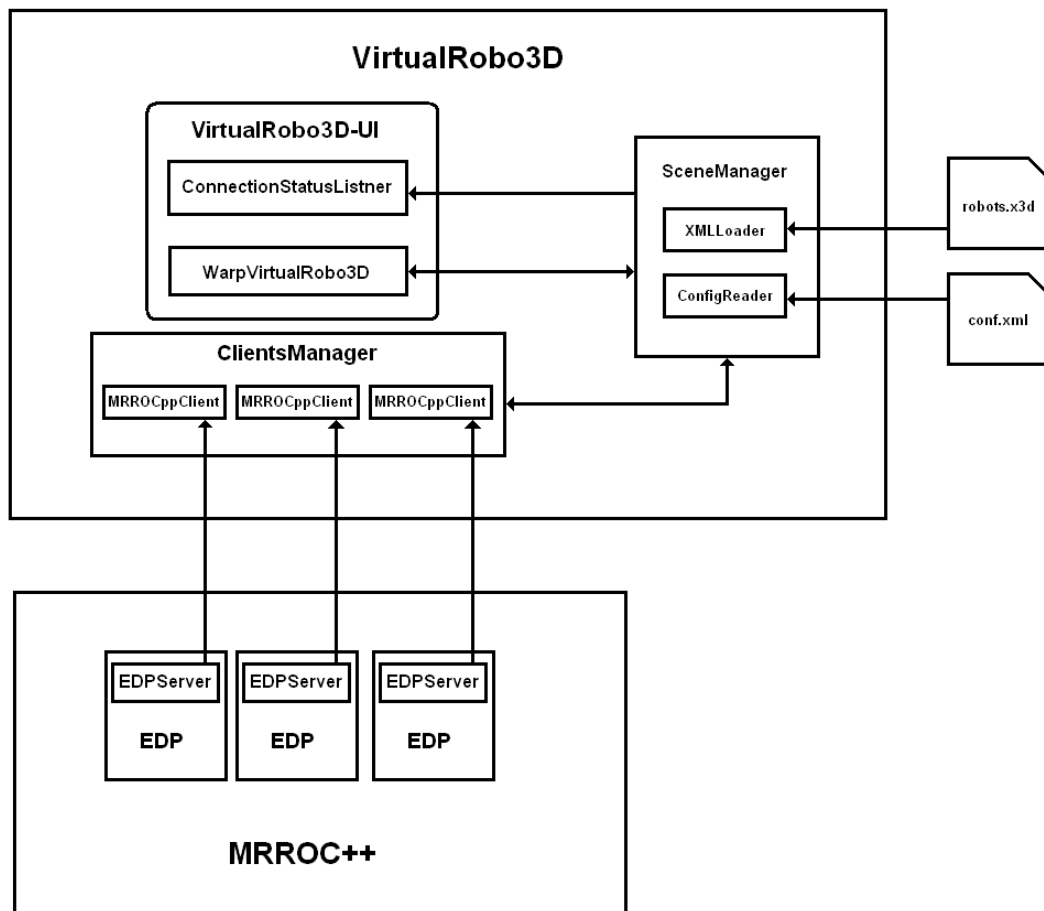 VirtualRobo3D
VirtualRobo3D-UI
ConnectionStatusListner
WarpVirtualRobo3D
SceneManager
XMLLoader
ConfigReader
robots.x3d
conf.xml
ClientsManager
MRROCppClient MRROCppClient MRROCppClient
EDPServer EDPServer EDPServer
EDP EDP EDP
MRROC++